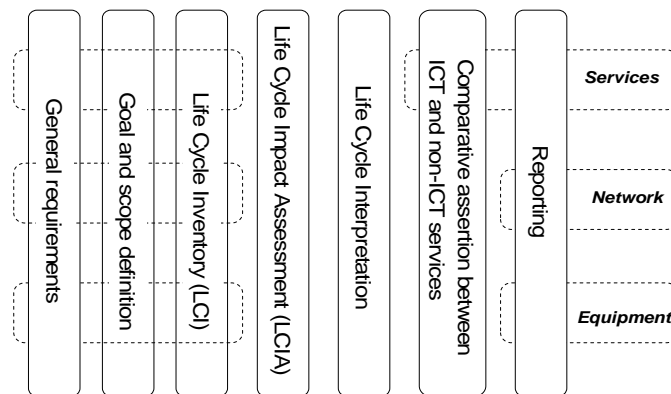 General requirements
Goal and scope definition
Life Cycle Inventory (LCI)
Life Cycle Impact Assessment (LCIA)
Life Cycle Interpretation
Comparative assertion between
ICT and non-ICT services
Reporting
Services
Network
Equipment